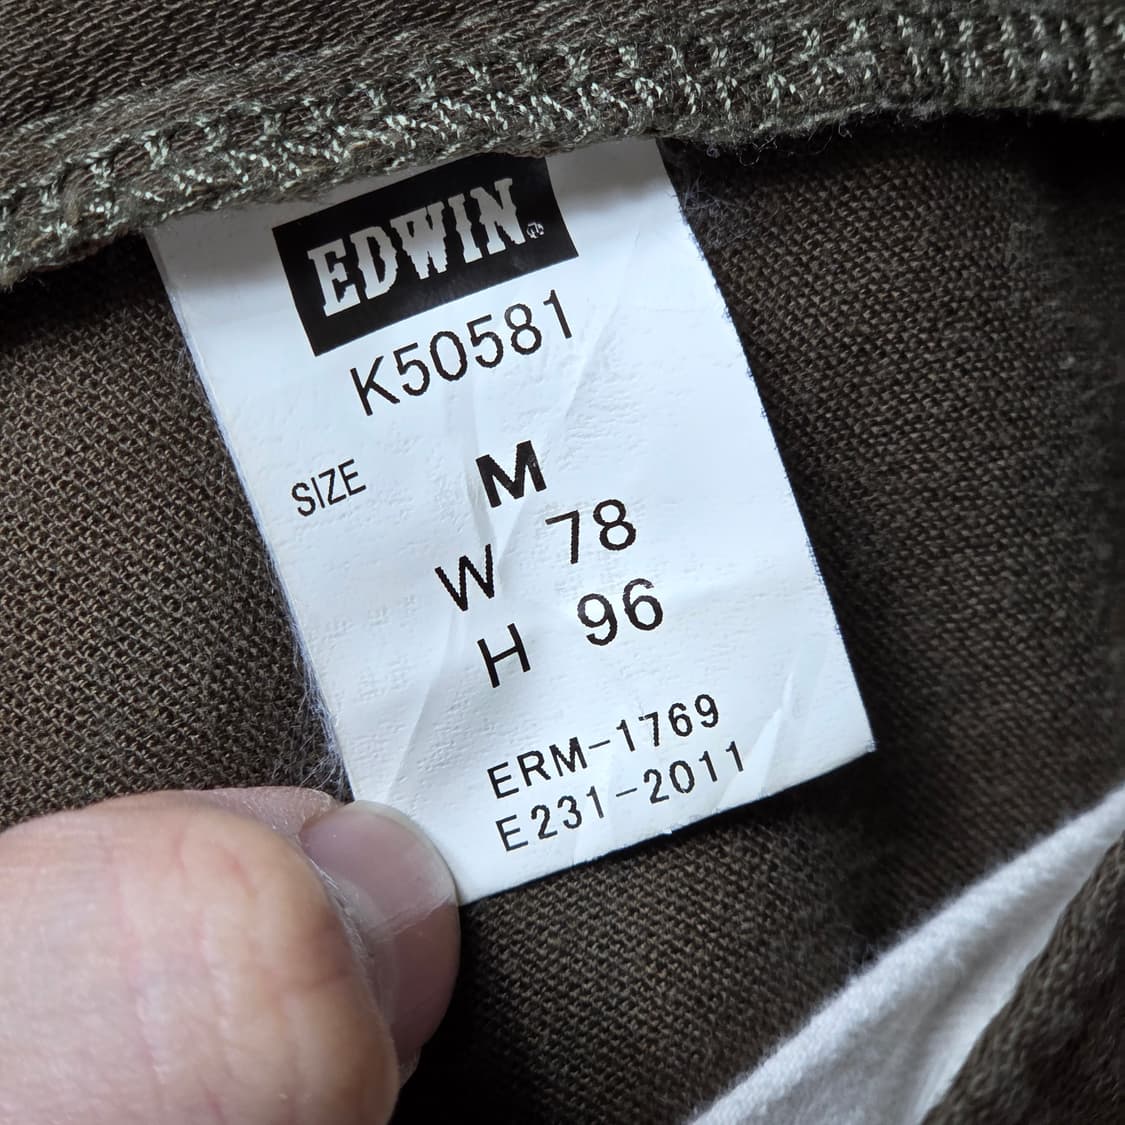 EDWIN®
K50581
SIZE M
W 78
H 96
ERM-1769
E231-2011